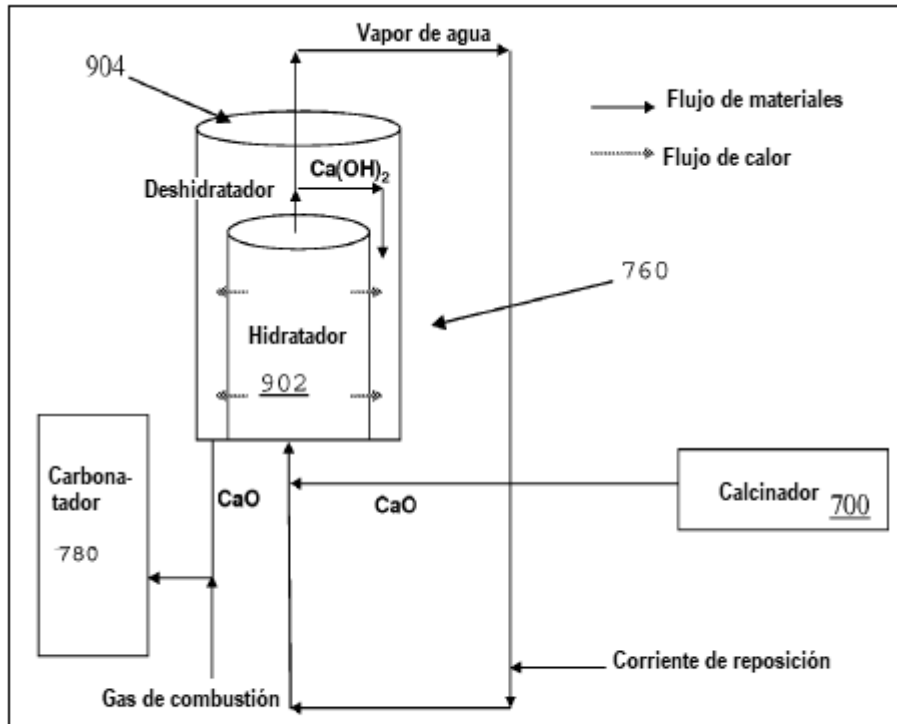 Vapor de agua
904
Flujo de materiales
Flujo de calor
Ca(OH)2
Deshidratador
760
Hidratador
902
Carbona-
tador
780
CaO
CaO
Calcinador 700
Corriente de reposición
Gas de combustión